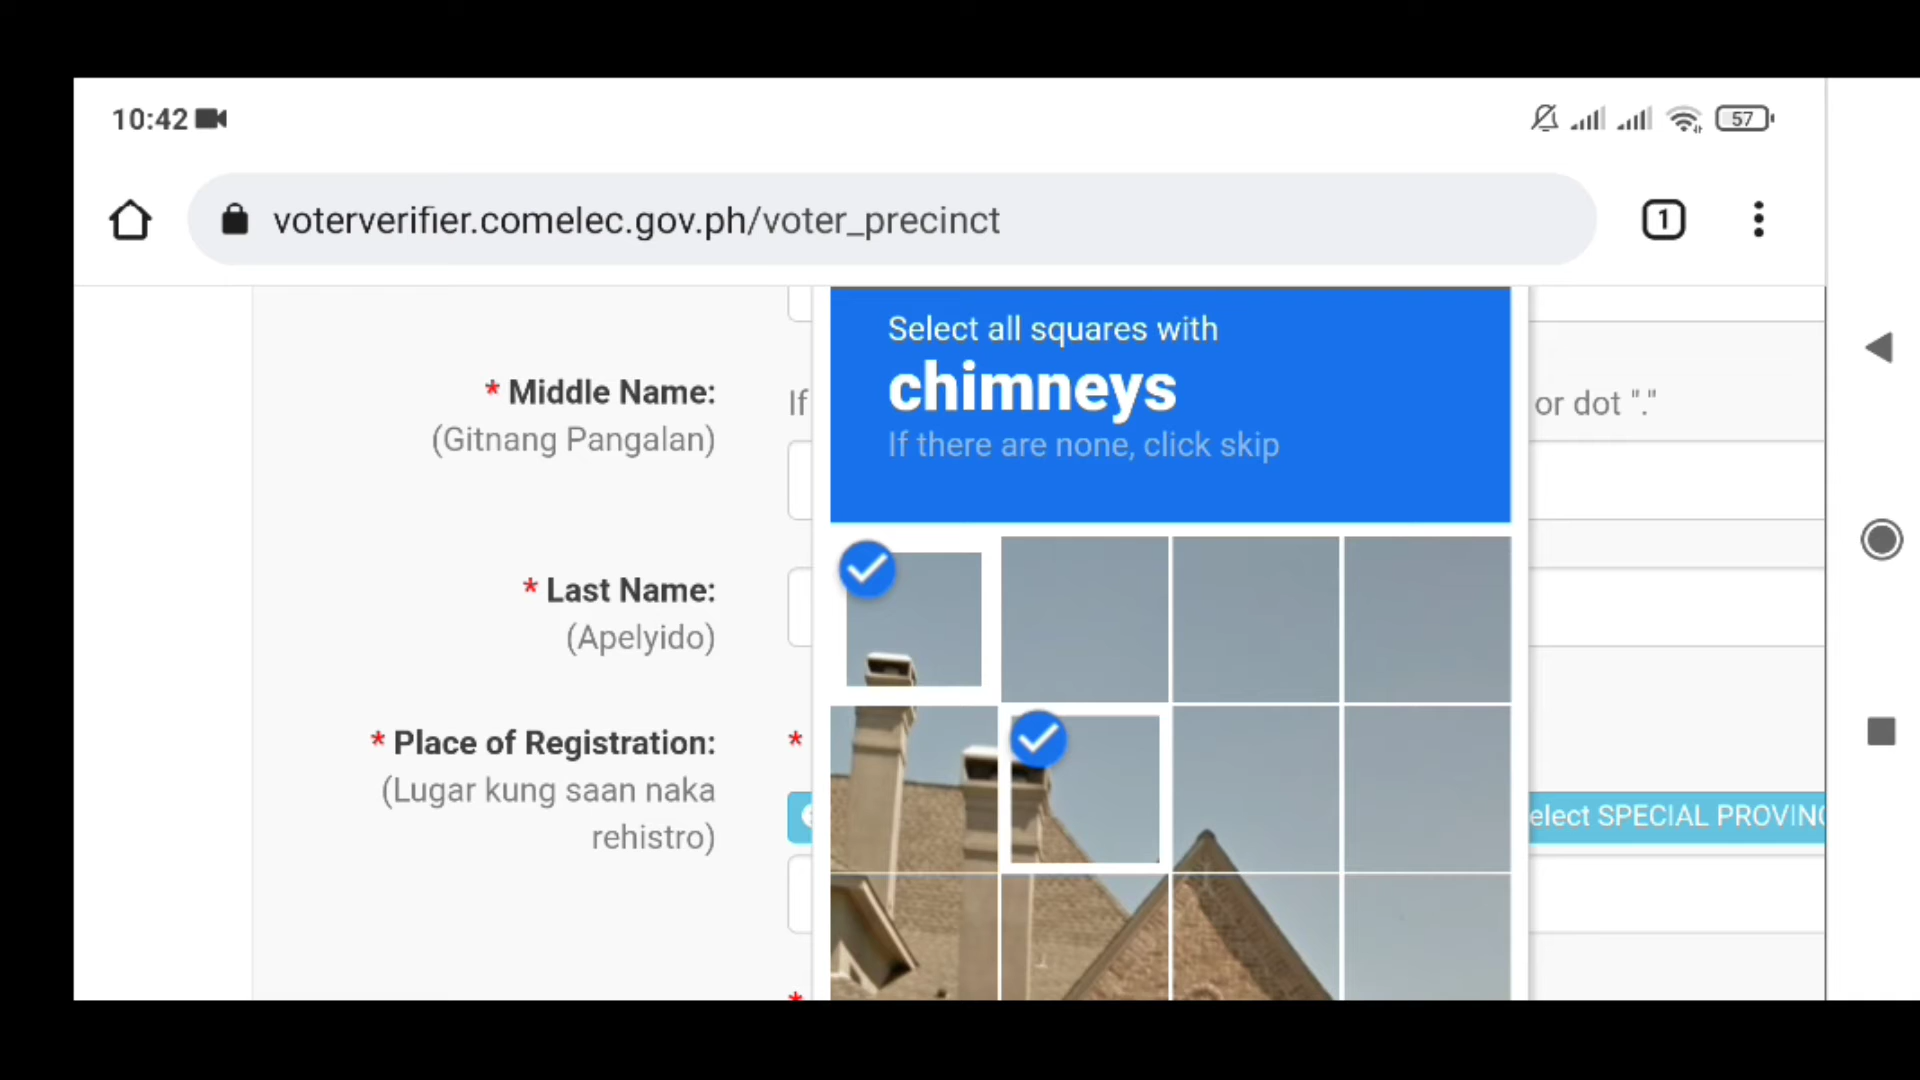 10:42
57
voterverifier.comelec.gov.ph/voter_precinct
1
Select all squares with
chimneys
If there are none, click skip
* Middle Name:
(Gitnang Pangalan)
If
or dot "."
* Last Name:
(Apelyido)
* Place of Registration:
(Lugar kung saan naka
rehistro)
*
elect SPECIAL PROVINC
*